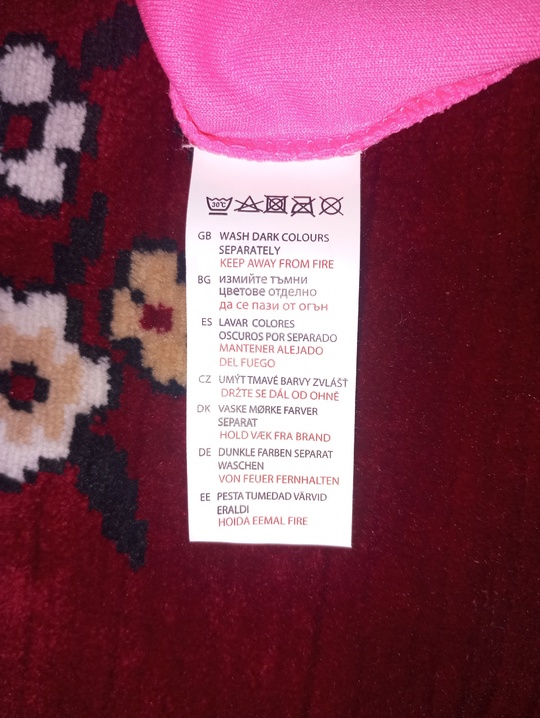 30°C
GB WASH DARK COLOURS
SEPARATELY
KEEP AWAY FROM FIRE
BG измийте тъмни
цветове отделно
да се пази от огън
ES LAVAR COLORES
OSCUROS POR SEPARADO
MANTENER ALEJADO
DEL FUEGO
CZ UMÝT TMAVÉ BARVY ZVLÁŠŤ
DRŽTE SE DÁL OD OHNĚ
DK VASKE MØRKE FARVER
SEPARAT
HOLD VÆK FRA BRAND
DE DUNKLE FARBEN SEPARAT
WASCHEN
VON FEUER FERNHALTEN
EE PESTA TUMEDAD VÄRVID
ERALDI
HOIDA EEMAL FIRE